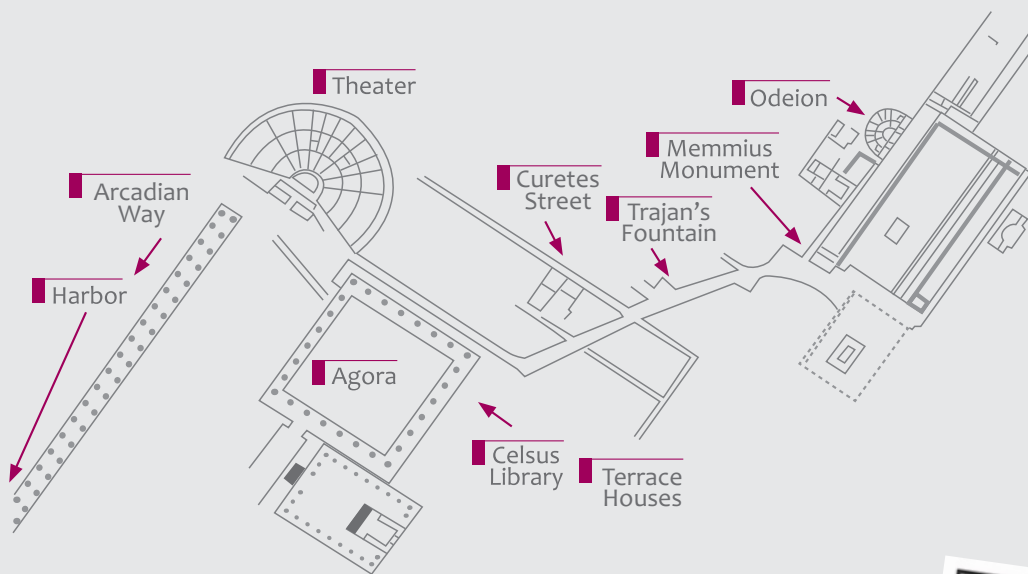 Theater
Odeion
Memmius
Monument
Curetes
Street
Arcadian
Way
Trajan’s
Fountain
Harbor
Agora
Celsus
Library
Terrace
Houses